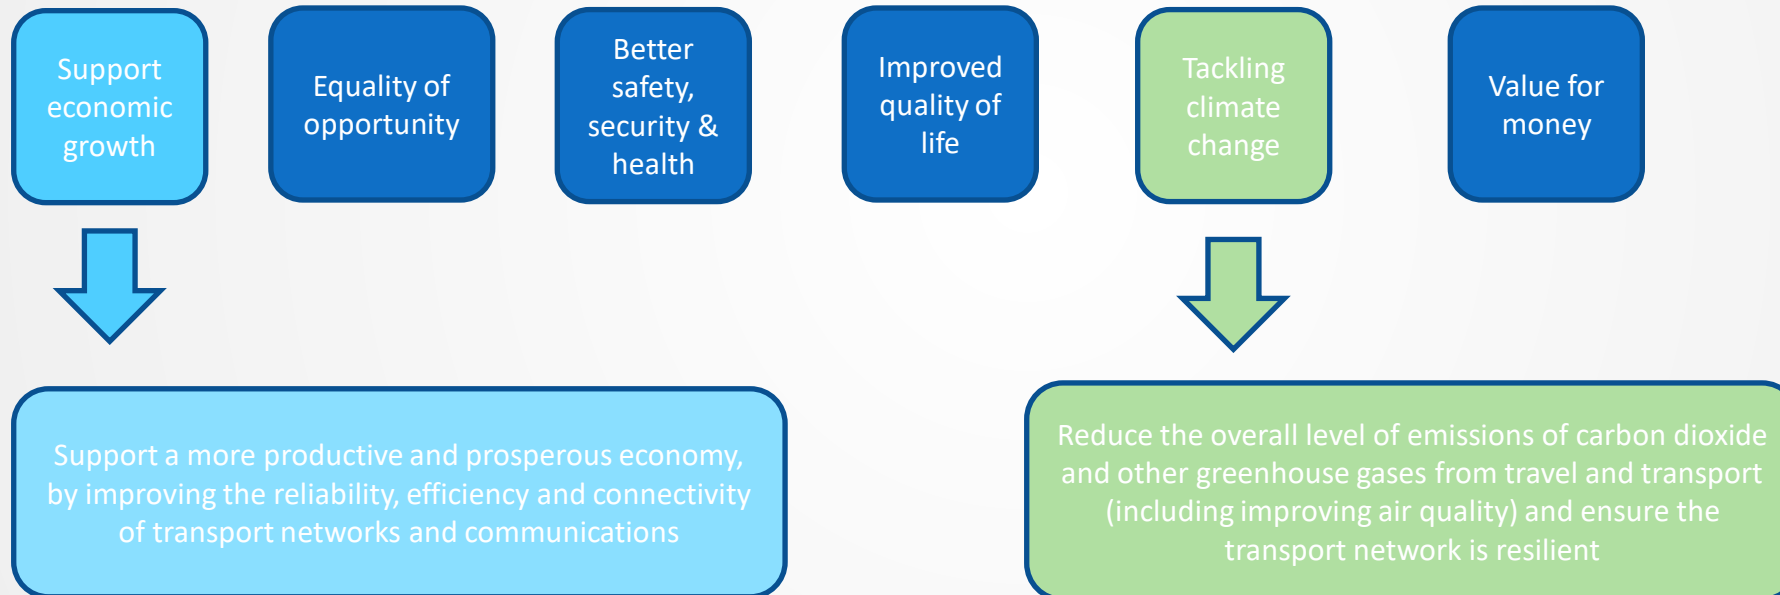 Support
economic
growth
Equality of
opportunity
Better
safety,
security &
health
Improved
quality of
life
Tackling
climate
change
Value for
money
Support a more productive and prosperous economy,
by improving the reliability, efficiency and connectivity
of transport networks and communications
Reduce the overall level of emissions of carbon dioxide
and other greenhouse gases from travel and transport
(including improving air quality) and ensure the
transport network is resilient